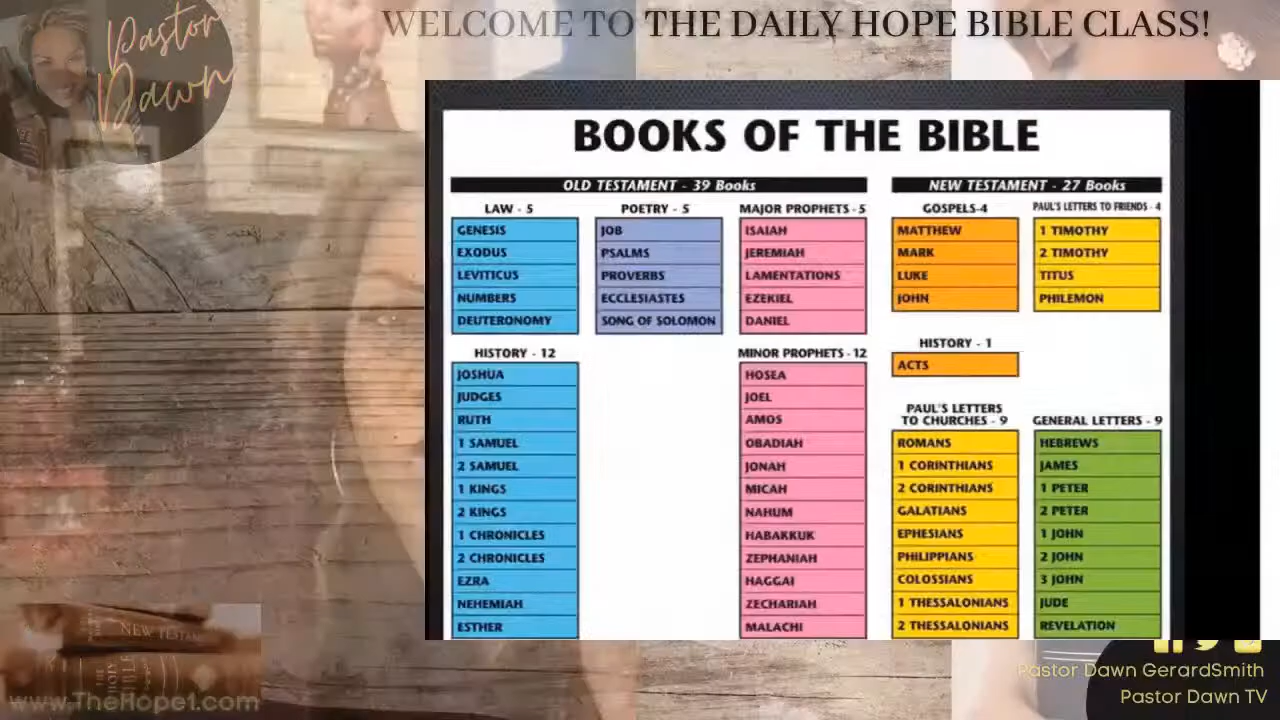 Pastor
Dawn
WELCOME TO THE DAILY HOPE BIBLE CLASS!
BOOKS OF THE BIBLE
OLD TESTAMENT - 39 Books
LAW - 5
GENESIS
EXODUS
LEVITICUS
NUMBERS
DEUTERONOMY
HISTORY - 12
JOSHUA
JUDGES
RUTH
1 SAMUEL
2 SAMUEL
1 KINGS
2 KINGS
1 CHRONICLES
2 CHRONICLES
EZRA
NEHEMIAH
ESTHER
POETRY - 5
JOB
PSALMS
PROVERBS
ECCLESIASTES
SONG OF SOLOMON
MAJOR PROPHETS - 5
ISAIAH
JEREMIAH
LAMENTATIONS
EZEKIEL
DANIEL
MINOR PROPHETS - 12
HOSEA
JOEL
AMOS
OBADIAH
JONAH
MICAH
NAHUM
HABAKKUK
ZEPHANIAH
HAGGAI
ZECHARIAH
MALACHI
NEW TESTAMENT - 27 Books
GOSPELS-4
MATTHEW
MARK
LUKE
JOHN
HISTORY - 1
ACTS
PAUL'S LETTERS
TO CHURCHES - 9
ROMANS
1 CORINTHIANS
2 CORINTHIANS
GALATIANS
EPHESIANS
PHILIPPIANS
COLOSSIANS
1 THESSALONIANS
2 THESSALONIANS
PAUL'S LETTERS TO FRIENDS - 4
1 TIMOTHY
2 TIMOTHY
TITUS
PHILEMON
GENERAL LETTERS - 9
HEBREWS
JAMES
1 PETER
2 PETER
1 JOHN
2 JOHN
3 JOHN
JUDE
REVELATION
NEW TESTAM
THE HOLY BIBLE
www.TheHope1.com
Pastor Dawn GerardSmith
Pastor Dawn TV